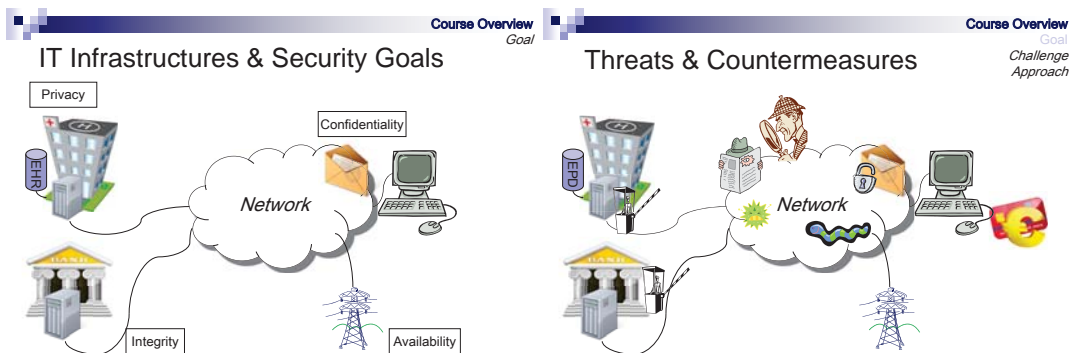 Course Overview
Goal
IT Infrastructures & Security Goals
Privacy
Confidentiality
EHR
Network
BANK
Integrity
Availability
Course Overview
Goal
Challenge
Approach
Threats & Countermeasures
EPD
Network
€
BANK